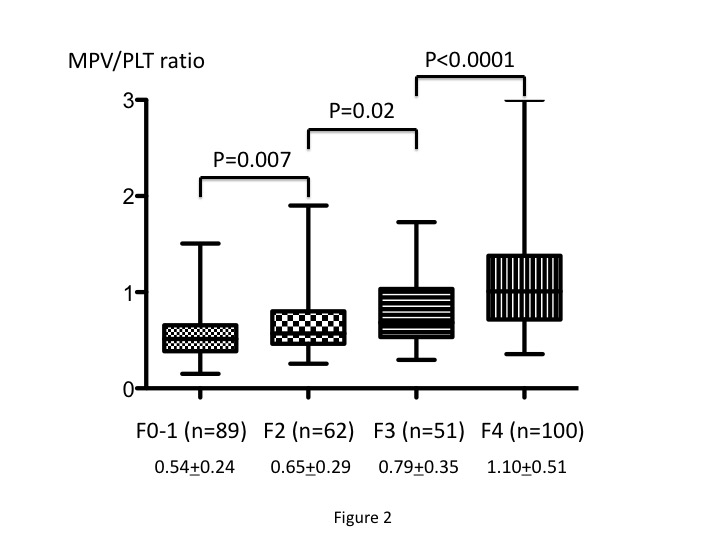 MPV/PLT ratio
P<0.0001
P=0.02
P=0.007
3
2
1
0
F0-1 (n=89) F2 (n=62) F3 (n=51) F4 (n=100)
0.54±0.24 0.65±0.29 0.79±0.35 1.10±0.51
Figure 2